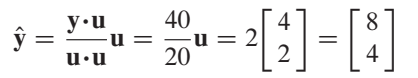 ŷ = y·u/u·u u = 40/20 u = 2 [4 2] = [8 4]